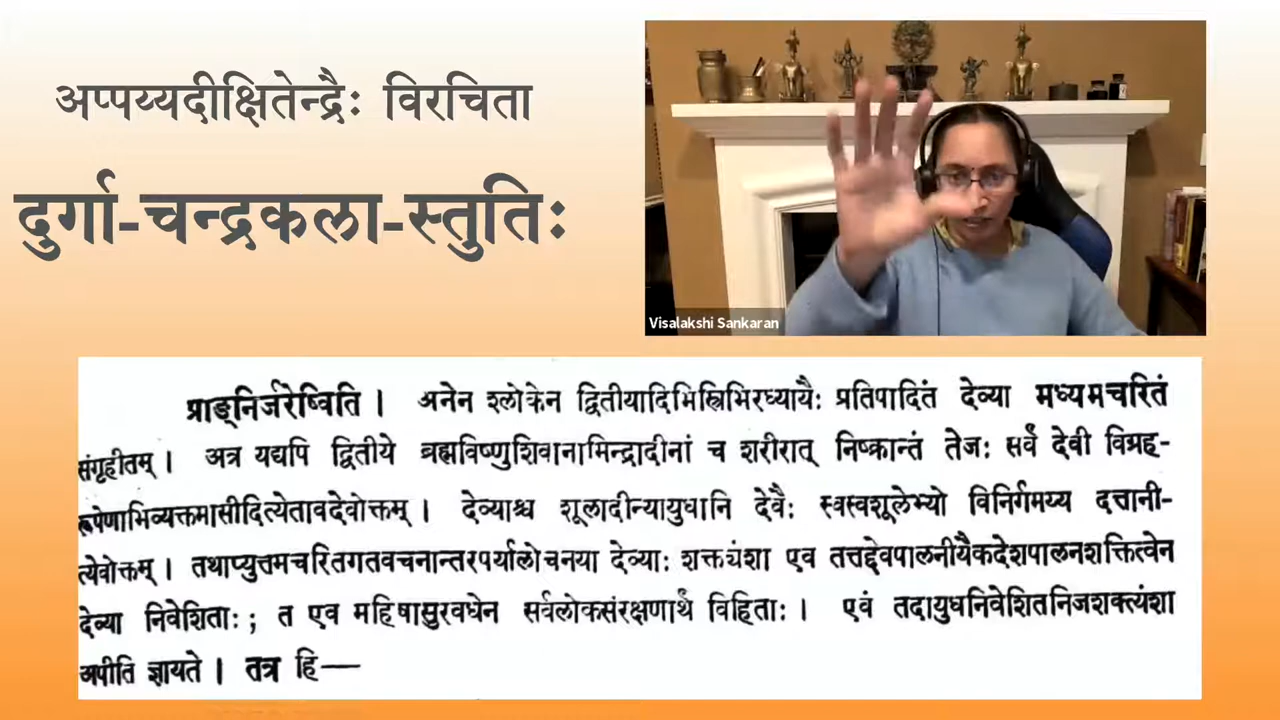 अप्पय्यदीक्षितेन्द्रैः विरचिता
दुर्गा-चन्द्रकला-स्तुतिः
Visalakshi Sankaran
प्राङ्निर्जरेष्विति । अनेन श्लोकेन द्वितीयादिभिस्त्रिभिरध्यायैः प्रतिपादितं देव्या मध्यमचरितं
संगृहीतम् । अत्र यद्यपि द्वितीये ब्रह्मविष्णुशिवानामिन्द्रादीनां च शरीरात् निष्क्रान्तं तेजः सर्वं देवी विग्रह-
रूपेणाभिव्यक्तमासीदित्येतावदेवोक्तम् । देव्याश्च शूलादीन्यायुधानि देवैः स्वस्वशूलेभ्यो विनिर्गमय्य दत्तानी-
त्येवोक्तम् । तथाप्युत्तमचरितगतवचनान्तरपर्यालोचनया देव्याः शक्त्यंशा एव तत्तद्देवपालनीयैकदेशपालनशक्तित्वेन
देव्या निवेशिताः; त एव महिषासुरवधेन सर्वलोकसंरक्षणार्थं विहिताः । एवं तदायुधनिवेशितनिजशक्त्यंशा
अपीति ज्ञायते । तत्र हि—